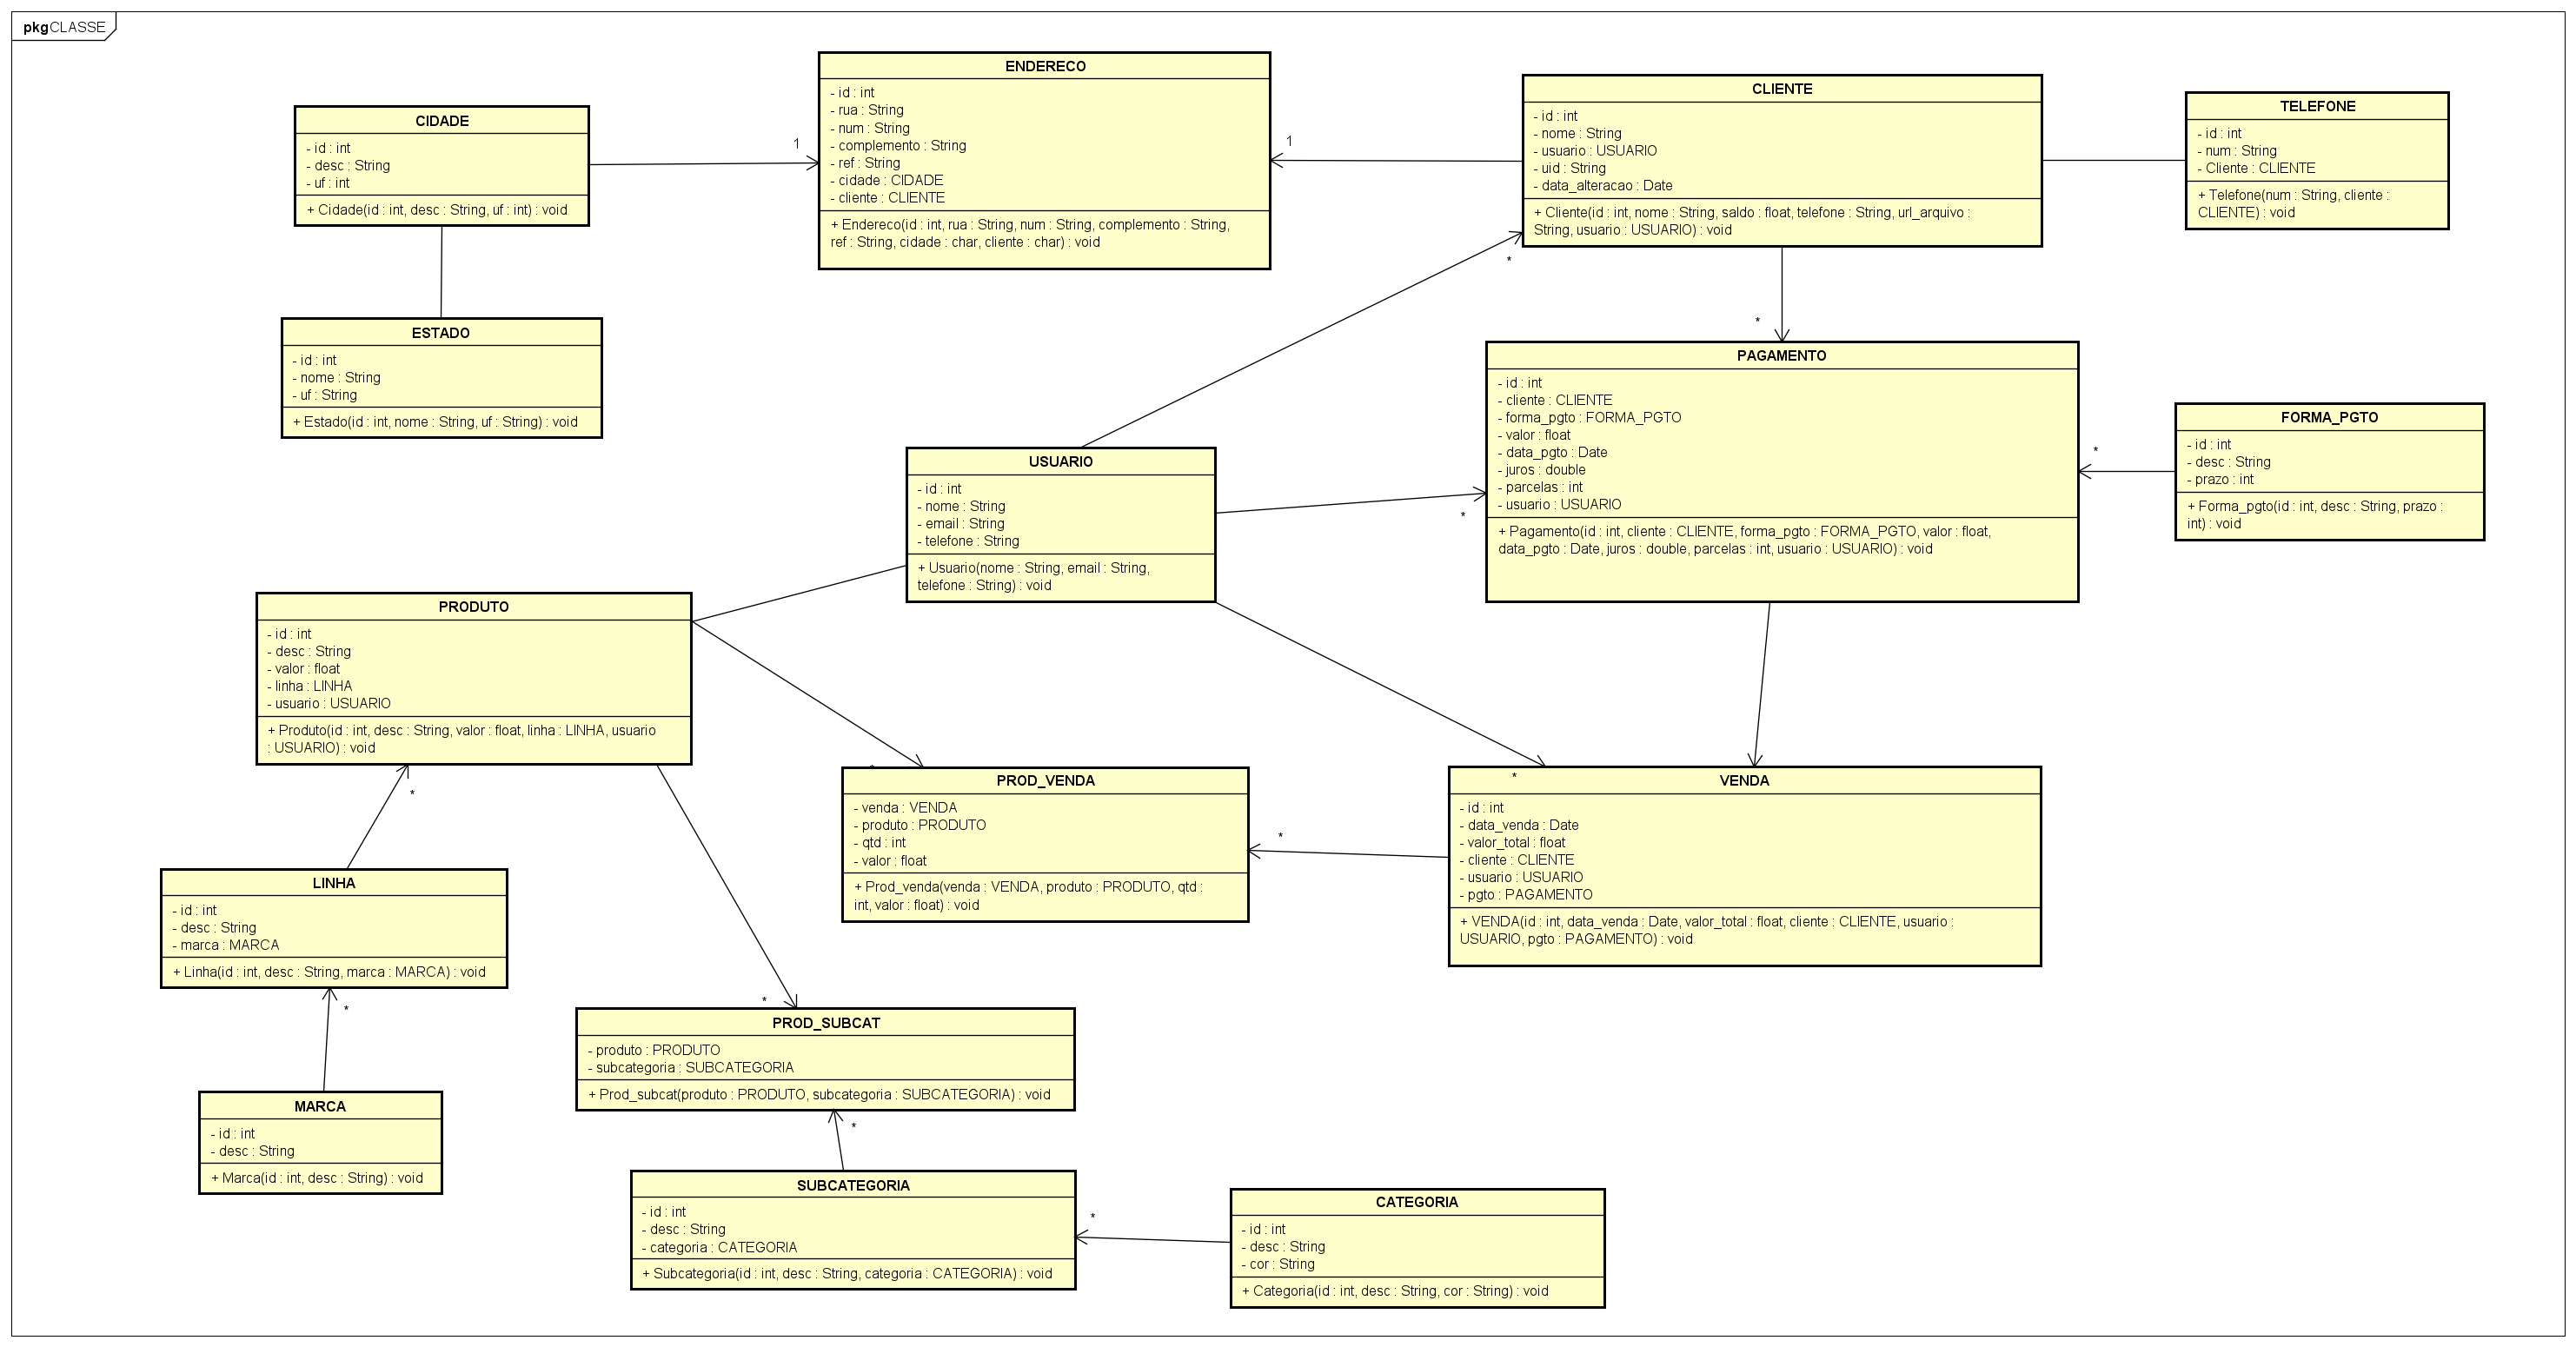 pkgCLASSE
ENDERECO
- id : int
- rua : String
- num : String
- complemento : String
- ref : String
- cidade : CIDADE
- cliente : CLIENTE
+ Endereco(id : int, rua : String, num : String, complemento : String,
ref : String, cidade : char, cliente : char) : void
CLIENTE
- id : int
- nome : String
- usuario : USUARIO
- uid : String
- data_alteracao : Date
+ Cliente(id : int, nome : String, saldo : float, telefone : String, url_arquivo :
String, usuario : USUARIO) : void
TELEFONE
- id : int
- num : String
- Cliente : CLIENTE
+ Telefone(num : String, cliente :
CLIENTE) : void
CIDADE
- id : int
- desc : String
- uf : int
+ Cidade(id : int, desc : String, uf : int) : void
1
1
*
*
ESTADO
- id : int
- nome : String
- uf : String
+ Estado(id : int, nome : String, uf : String) : void
PAGAMENTO
- id : int
- cliente : CLIENTE
- forma_pgto : FORMA_PGTO
- valor : float
- data_pgto : Date
- juros : double
- parcelas : int
- usuario : USUARIO
+ Pagamento(id : int, cliente : CLIENTE, forma_pgto : FORMA_PGTO, valor : float,
data_pgto : Date, juros : double, parcelas : int, usuario : USUARIO) : void
*
FORMA_PGTO
- id : int
- desc : String
- prazo : int
+ Forma_pgto(id : int, desc : String, prazo :
int) : void
USUARIO
- id : int
- nome : String
- email : String
- telefone : String
+ Usuario(nome : String, email : String,
telefone : String) : void
*
PRODUTO
- id : int
- desc : String
- valor : float
- linha : LINHA
- usuario : USUARIO
+ Produto(id : int, desc : String, valor : float, linha : LINHA, usuario
: USUARIO) : void
*
PROD_VENDA
- venda : VENDA
- produto : PRODUTO
- qtd : int
- valor : float
+ Prod_venda(venda : VENDA, produto : PRODUTO, qtd :
int, valor : float) : void
*
*
VENDA
- id : int
- data_venda : Date
- valor_total : float
- cliente : CLIENTE
- usuario : USUARIO
- pgto : PAGAMENTO
+ VENDA(id : int, data_venda : Date, valor_total : float, cliente : CLIENTE, usuario :
USUARIO, pgto : PAGAMENTO) : void
LINHA
- id : int
- desc : String
- marca : MARCA
+ Linha(id : int, desc : String, marca : MARCA) : void
*
*
PROD_SUBCAT
- produto : PRODUTO
- subcategoria : SUBCATEGORIA
+ Prod_subcat(produto : PRODUTO, subcategoria : SUBCATEGORIA) : void
*
MARCA
- id : int
- desc : String
+ Marca(id : int, desc : String) : void
SUBCATEGORIA
- id : int
- desc : String
- categoria : CATEGORIA
+ Subcategoria(id : int, desc : String, categoria : CATEGORIA) : void
*
CATEGORIA
- id : int
- desc : String
- cor : String
+ Categoria(id : int, desc : String, cor : String) : void